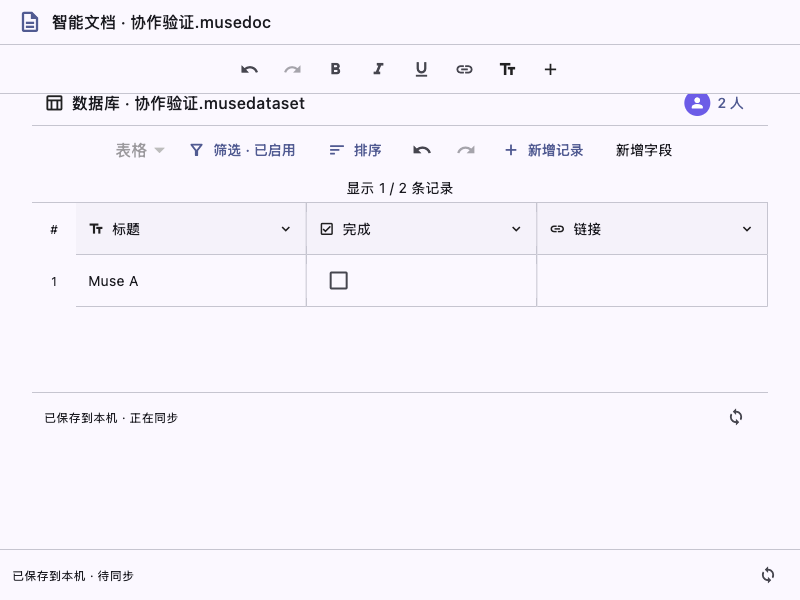 智能文档 · 协作验证.musedoc
B I U Tт
数据库 · 协作验证.musedataset 2 人
表格 筛选 · 已启用 排序 新增记录 新增字段
显示 1 / 2 条记录
# Tт 标题 完成 链接
1 Muse A
已保存到本机 · 正在同步
已保存到本机 · 待同步